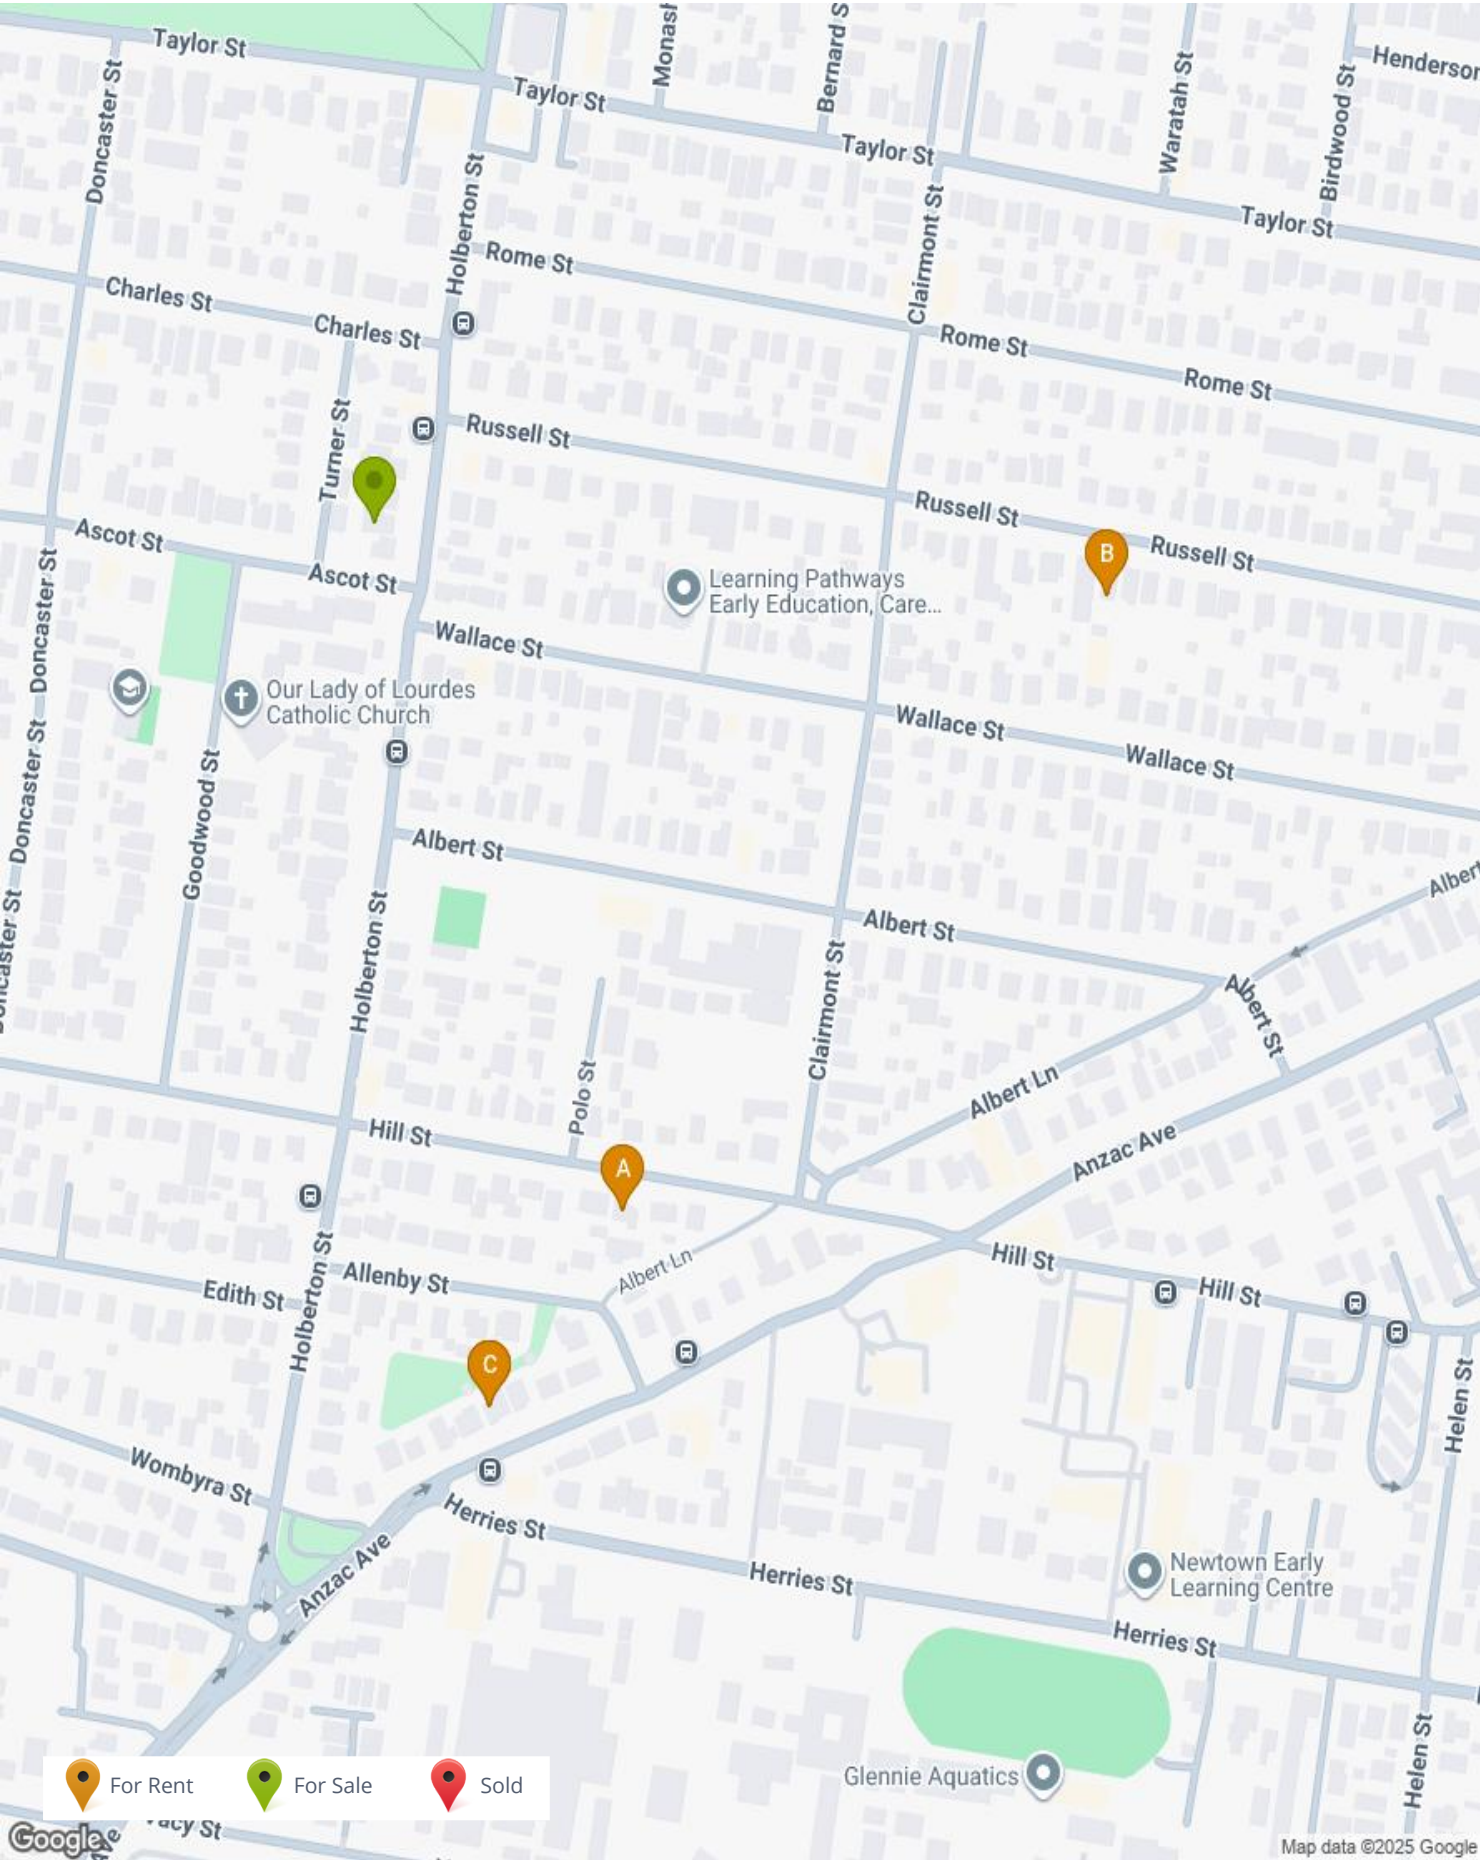 Taylor St
Monash
Bernard S
Henderson
Doncaster St
Taylor St
Waratah St
Birdwood St
Taylor St
Holberton St
Clairmont St
Taylor St
Rome St
Charles St
Charles St
Rome St
Rome St
Turner St
Russell St
Russell St
Russell St
B
Ascot St
Ascot St
Learning Pathways
Early Education, Care...
Doncaster St
Wallace St
Our Lady of Lourdes
Catholic Church
Wallace St
Wallace St
Doncaster St
Goodwood St
Albert St
Albert
Doncaster St
Holberton St
Albert St
Clairmont St
Albert St
Polo St
Albert Ln
Hill St
Anzac Ave
A
Hill St
Albert Ln
Allenby St
Edith St
Holberton St
Hill St
C
Helen St
Wombyra St
Herries St
Anzac Ave
Herries St
Newtown Early
Learning Centre
Herries St
Glennie Aquatics
Helen St
For Rent
For Sale
Sold
acy St
Google
Ave
Map data ©2025 Google